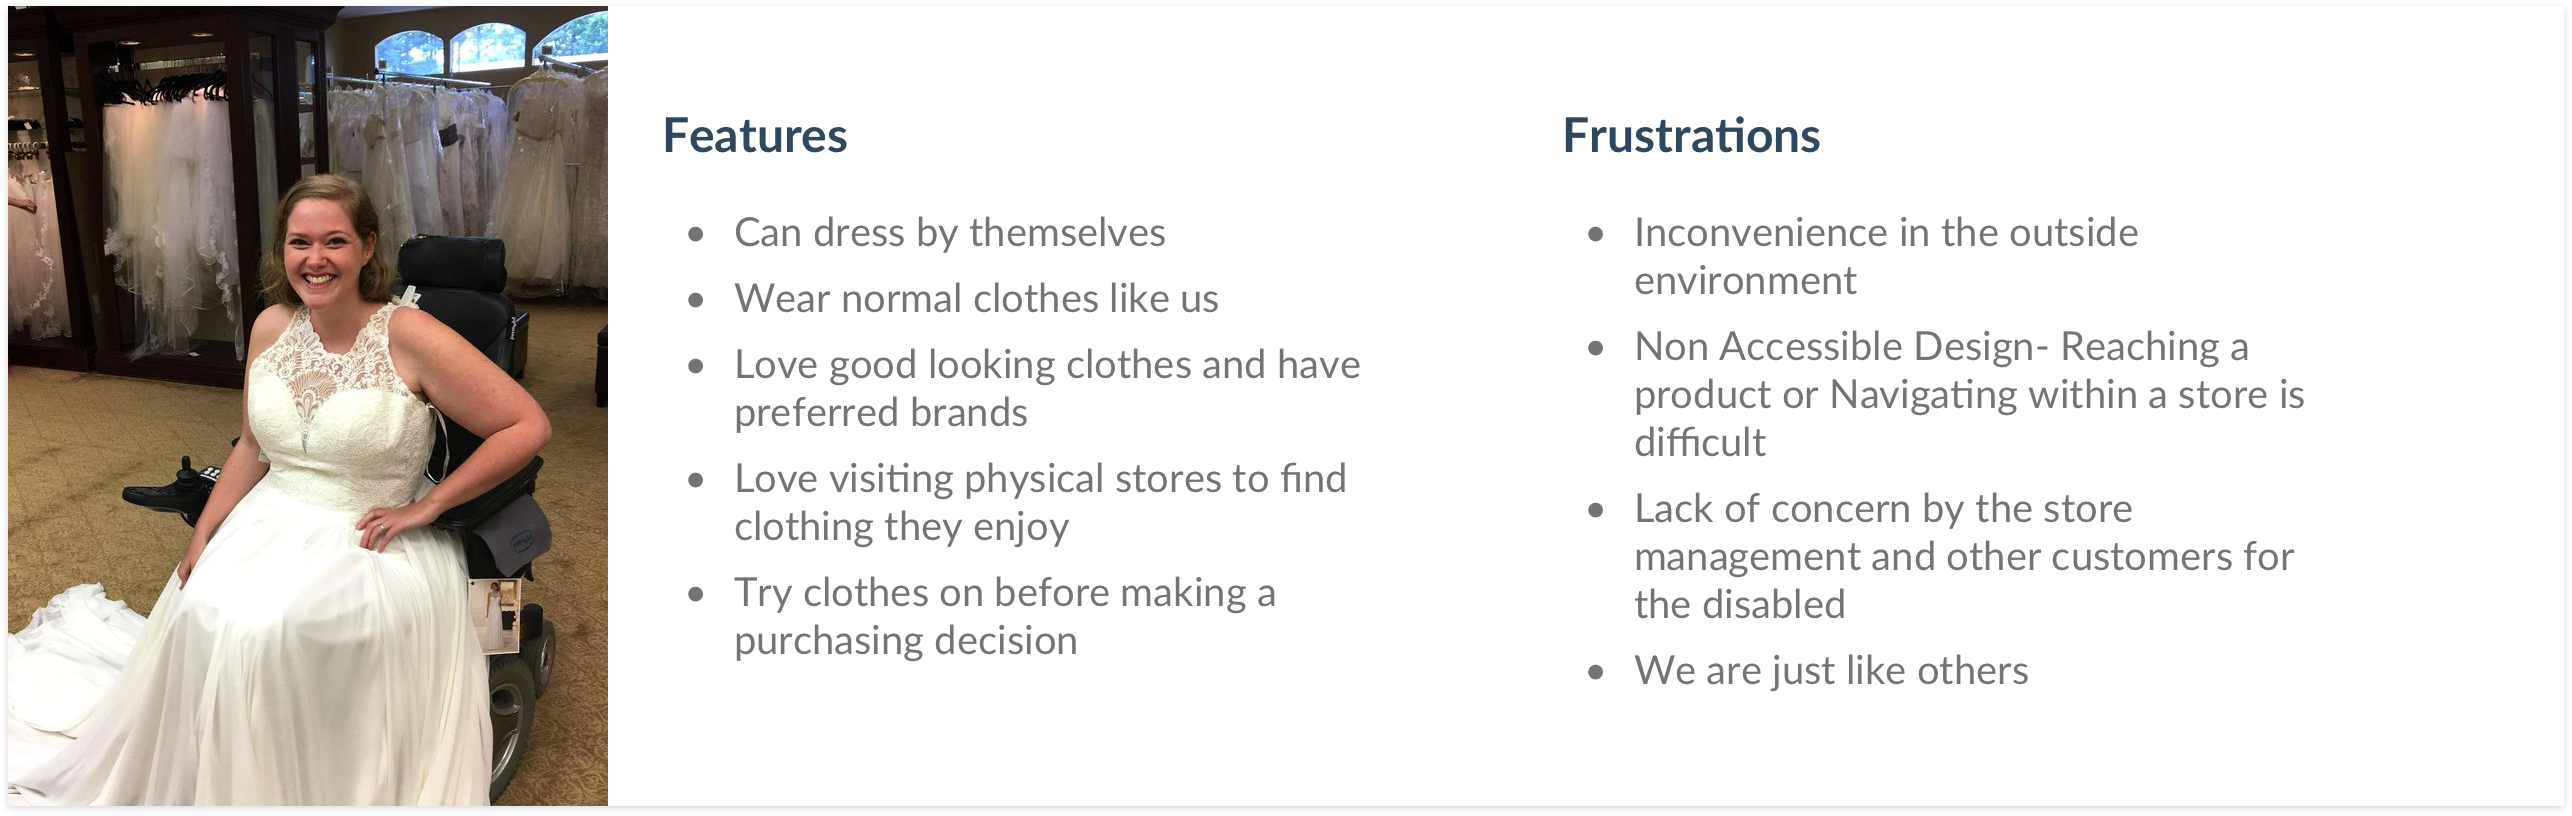 Features
• Can dress by themselves
• Wear normal clothes like us
• Love good looking clothes and have
preferred brands
• Love visiting physical stores to find
clothing they enjoy
• Try clothes on before making a
purchasing decision
Frustrations
• Inconvenience in the outside
environment
• Non Accessible Design- Reaching a
product or Navigating within a store is
difficult
• Lack of concern by the store
management and other customers for
the disabled
• We are just like others